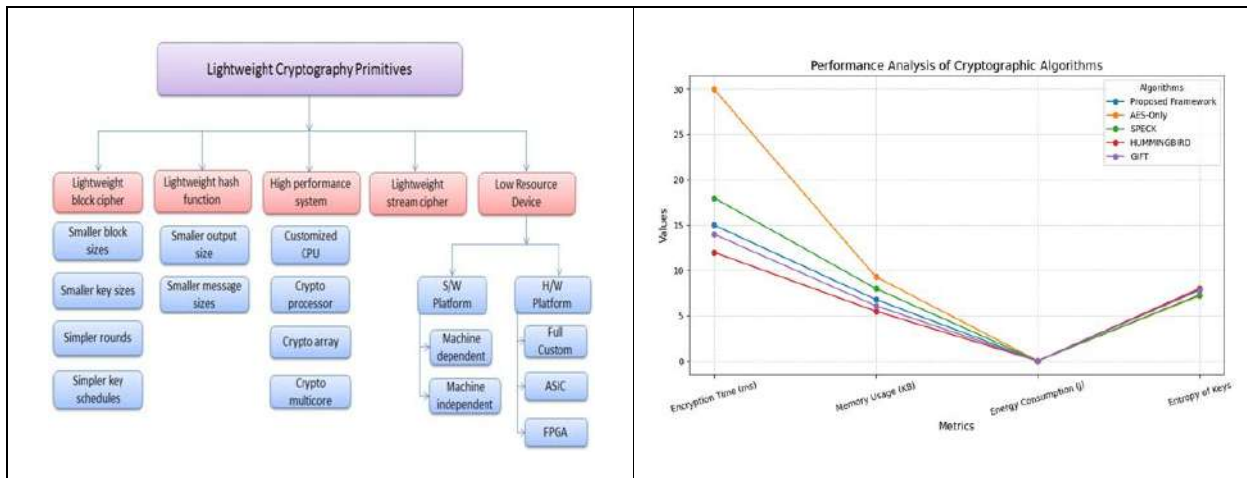 Lightweight Cryptography Primitives
Lightweight
block cipher
Lightweight hash
function
High performance
system
Lightweight
stream cipher
Low Resource
Device
Smaller block
sizes
Smaller key sizes
Simpler rounds
Simpler key
schedules
Smaller output
size
Smaller message
sizes
Customized
CPU
Crypto
processor
Crypto array
Crypto
multicore
S/W
Platform
Machine
dependent
Machine
independent
H/W
Platform
Full
Custom
ASIC
FPGA
Performance Analysis of Cryptographic Algorithms
Algorithms
Proposed Framework
AES-Only
SPECK
HUMMINGBIRD
GIFT
Values
30
25
20
15
10
5
0
Encryption Time (ms)
Memory Usage (KB)
Energy Consumption (J)
Entropy of Keys
Metrics